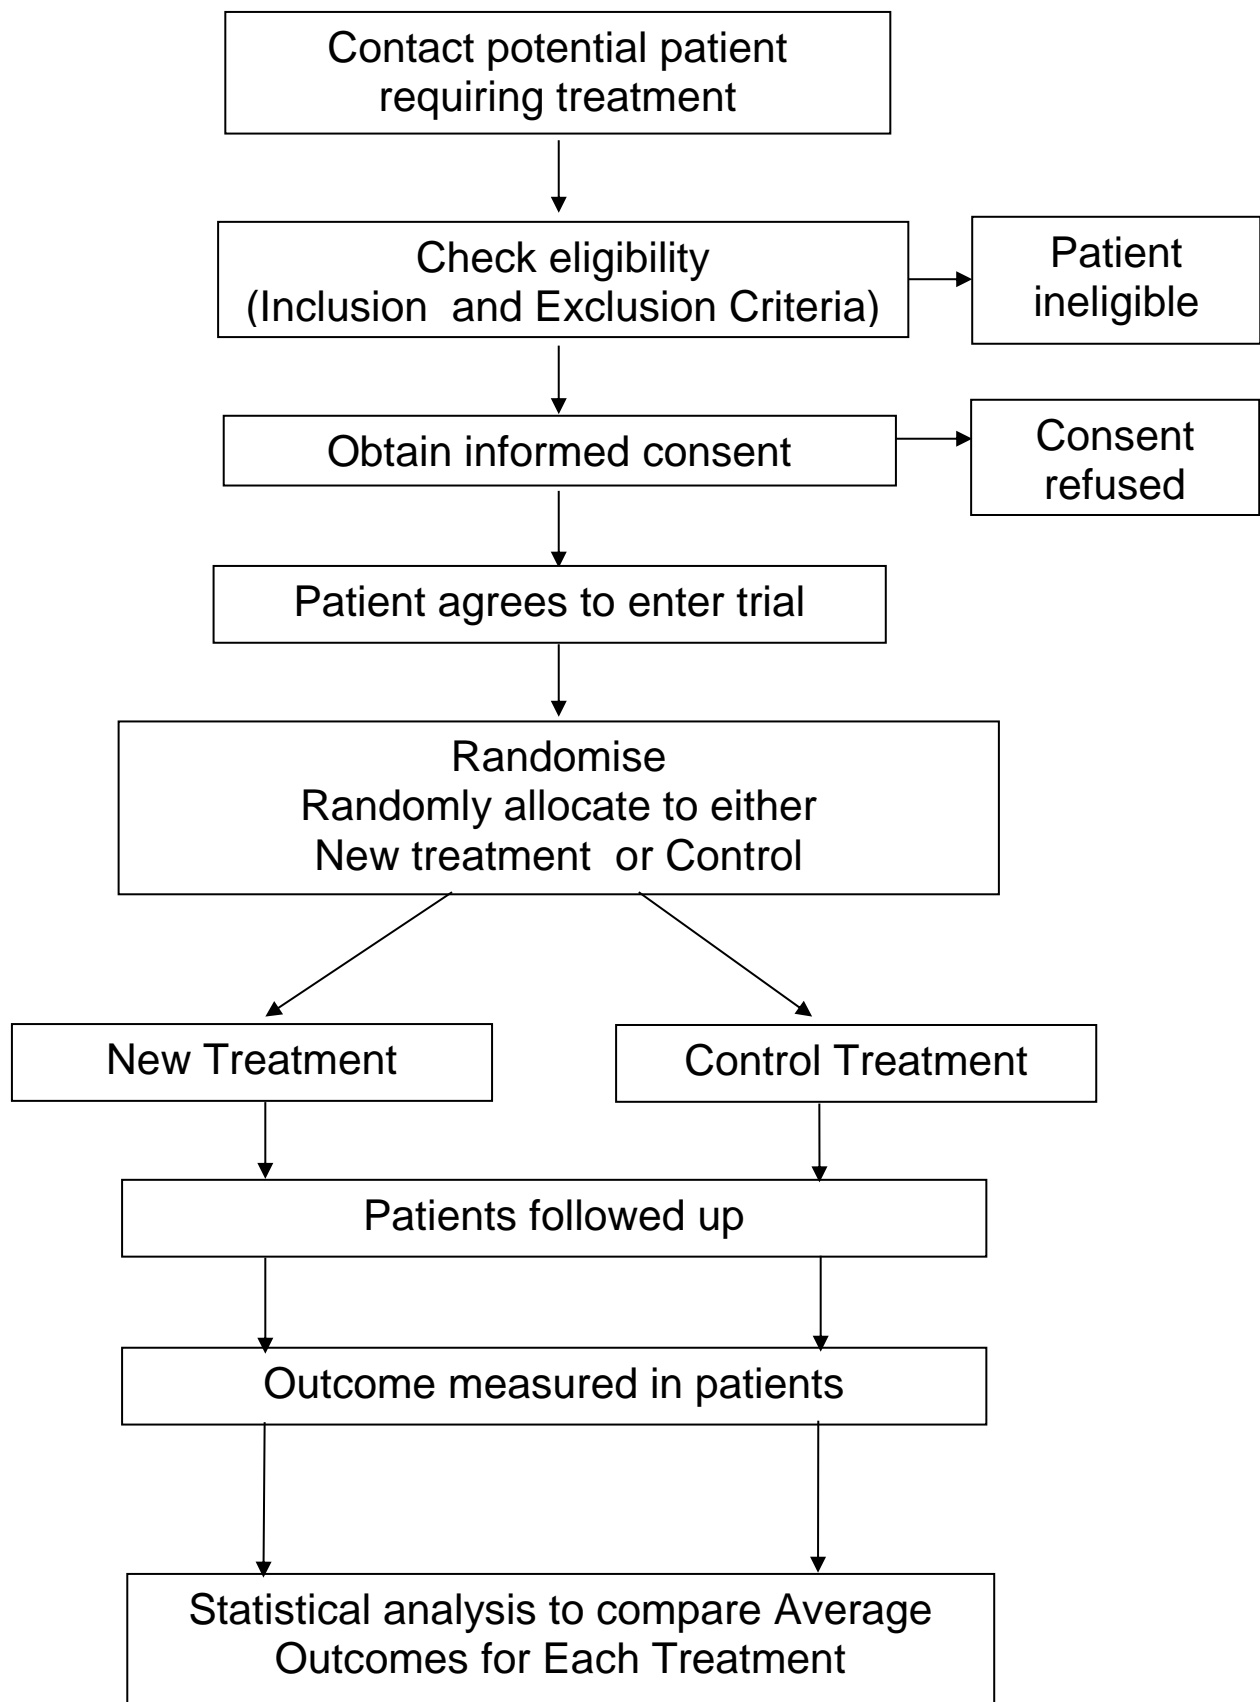 Contact potential patient
requiring treatment
Check eligibility
(Inclusion and Exclusion Criteria)
Patient
ineligible
Obtain informed consent
Consent
refused
Patient agrees to enter trial
Randomise
Randomly allocate to either
New treatment or Control
New Treatment
Control Treatment
Patients followed up
Outcome measured in patients
Statistical analysis to compare Average
Outcomes for Each Treatment